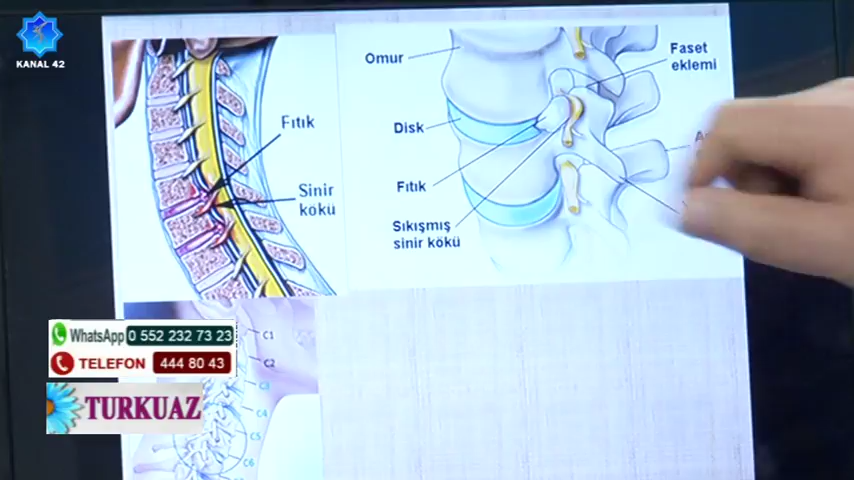 KANAL 42
Fıtık
Sinir
kökü
Omur
Disk
Fıtık
Sıkışmış
sinir kökü
Faset
eklemi
WhatsApp 0 552 232 73 23
TELEFON 444 80 43
TURKUAZ
C1
C2
C3
C4
C5
C6